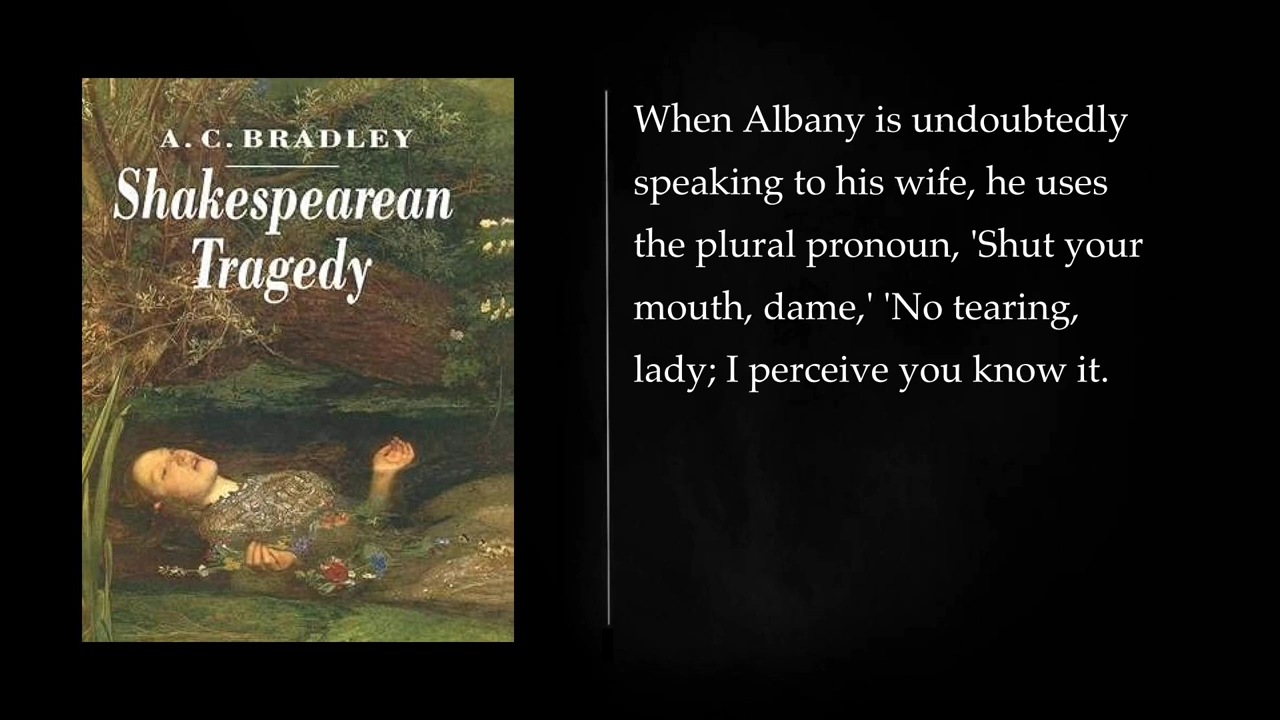 A. C. BRADLEY
Shakespearean
Tragedy
When Albany is undoubtedly
speaking to his wife, he uses
the plural pronoun, 'Shut your
mouth, dame,' 'No tearing,
lady; I perceive you know it.